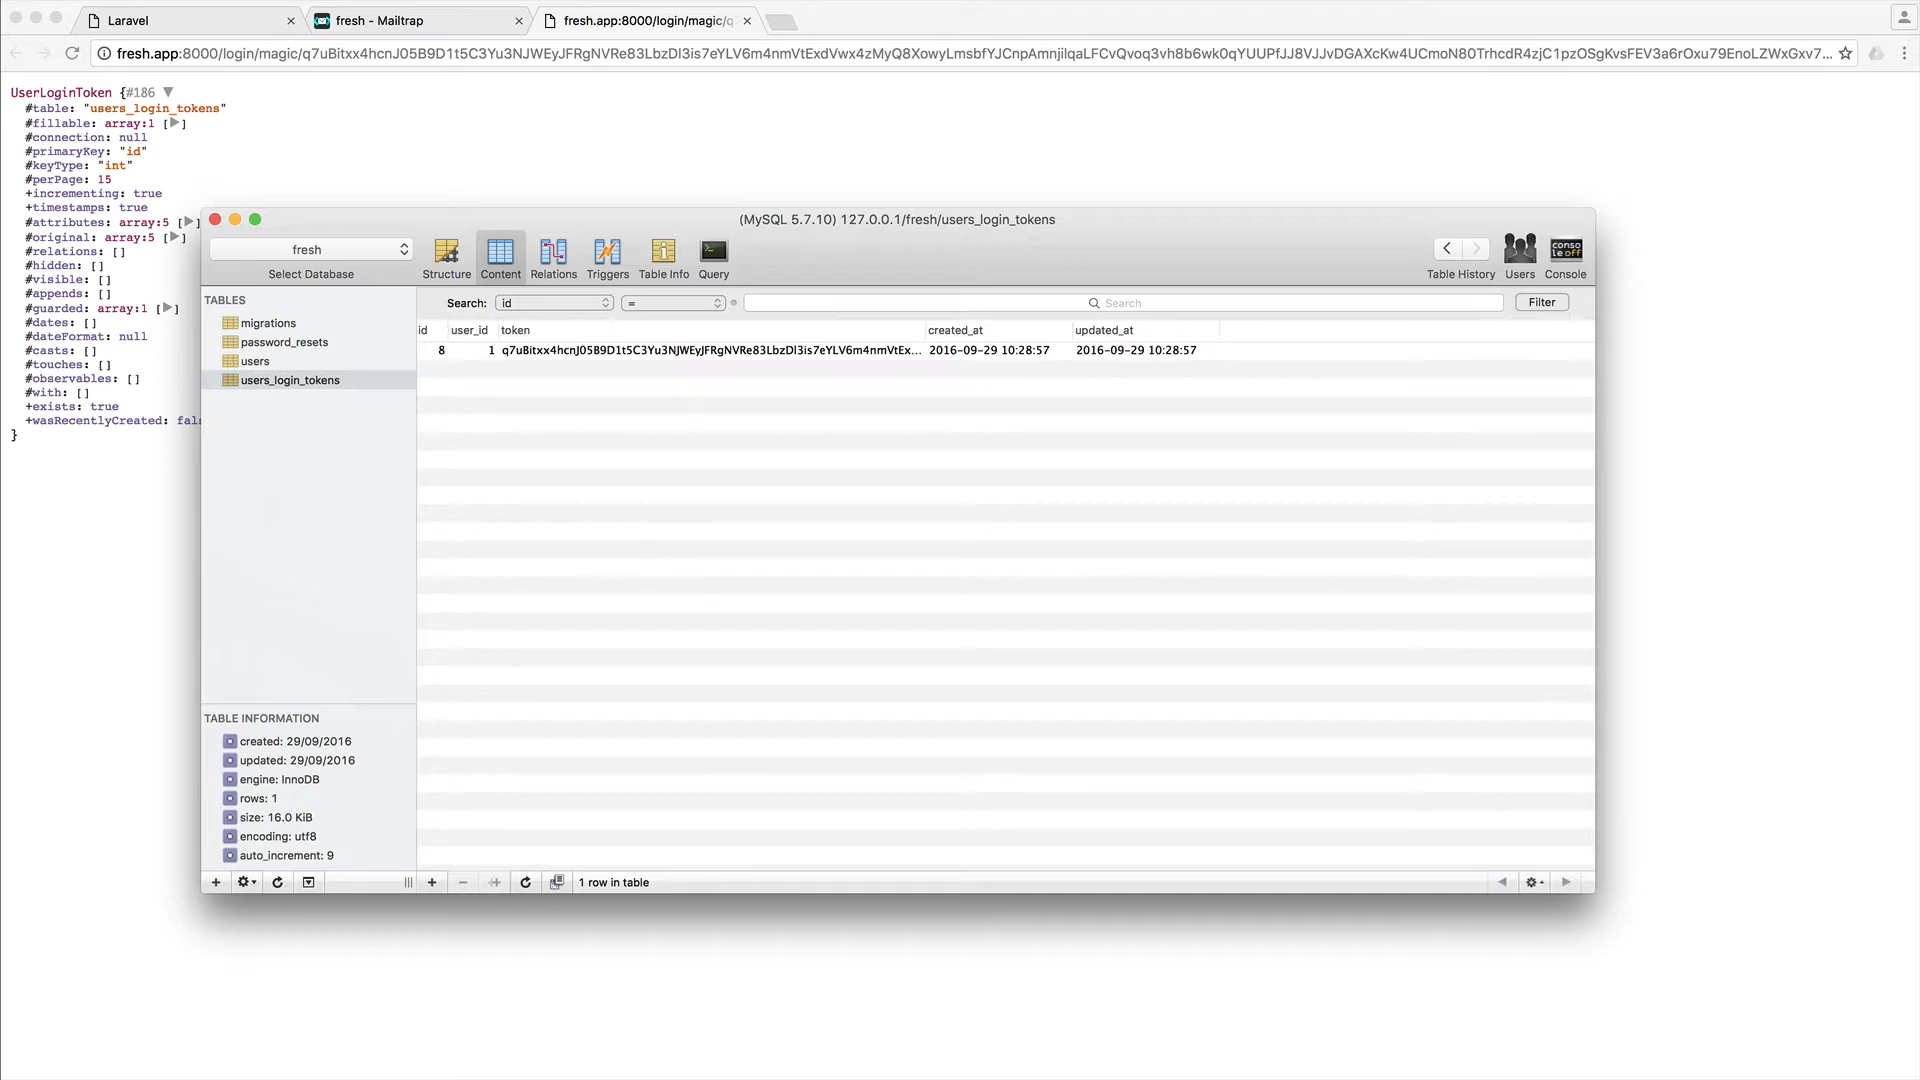 Laravel
fresh - Mailtrap
fresh.app:8000/login/magic/q
fresh.app:8000/login/magic/q7uBitxx4hcnJ05B9D1t5C3Yu3NJWEyJFRgNVRe83LbzDl3is7eYLV6m4nmVtExdVwx4zMyQ8XowyLmsbfYJCnpAmnjilqaLFCvQvoq3vh8b6wk0qYUUPfJJ8VJJvDGAXcKw4UCmoN80TrhcdR4zjC1pzOSgKvsFEV3a6rOxu79EnoLZWxGxv7...
UserLoginToken {#186 ▼
#table: "users_login_tokens"
#fillable: array:1 [▶]
#connection: null
#primaryKey: "id"
#keyType: "int"
#perPage: 15
+incrementing: true
+timestamps: true
#attributes: array:5 [▶]
#original: array:5 [▶]
#relations: []
#hidden: []
#visible: []
#appends: []
#guarded: array:1 [▶]
#dates: []
#dateFormat: null
#casts: []
#touches: []
#observables: []
#with: []
+exists: true
+wasRecentlyCreated:
}
(MySQL 5.7.10) 127.0.0.1/fresh/users_login_tokens
fresh
Select Database
Structure
Content
Relations
Triggers
Table Info
Query
Table History
Users
conso
le off
Console
TABLES
migrations
password_resets
users
users_login_tokens
Search: id = Search Filter
id user_id token created_at updated_at
8 1 q7uBitxx4hcnJ05B9D1t5C3Yu3NJWEyJFRgNVRe83LbzDl3is7eYLV6m4nmVtEx... 2016-09-29 10:28:57 2016-09-29 10:28:57
TABLE INFORMATION
created: 29/09/2016
updated: 29/09/2016
engine: InnoDB
rows: 1
size: 16.0 KiB
encoding: utf8
auto_increment: 9
1 row in table